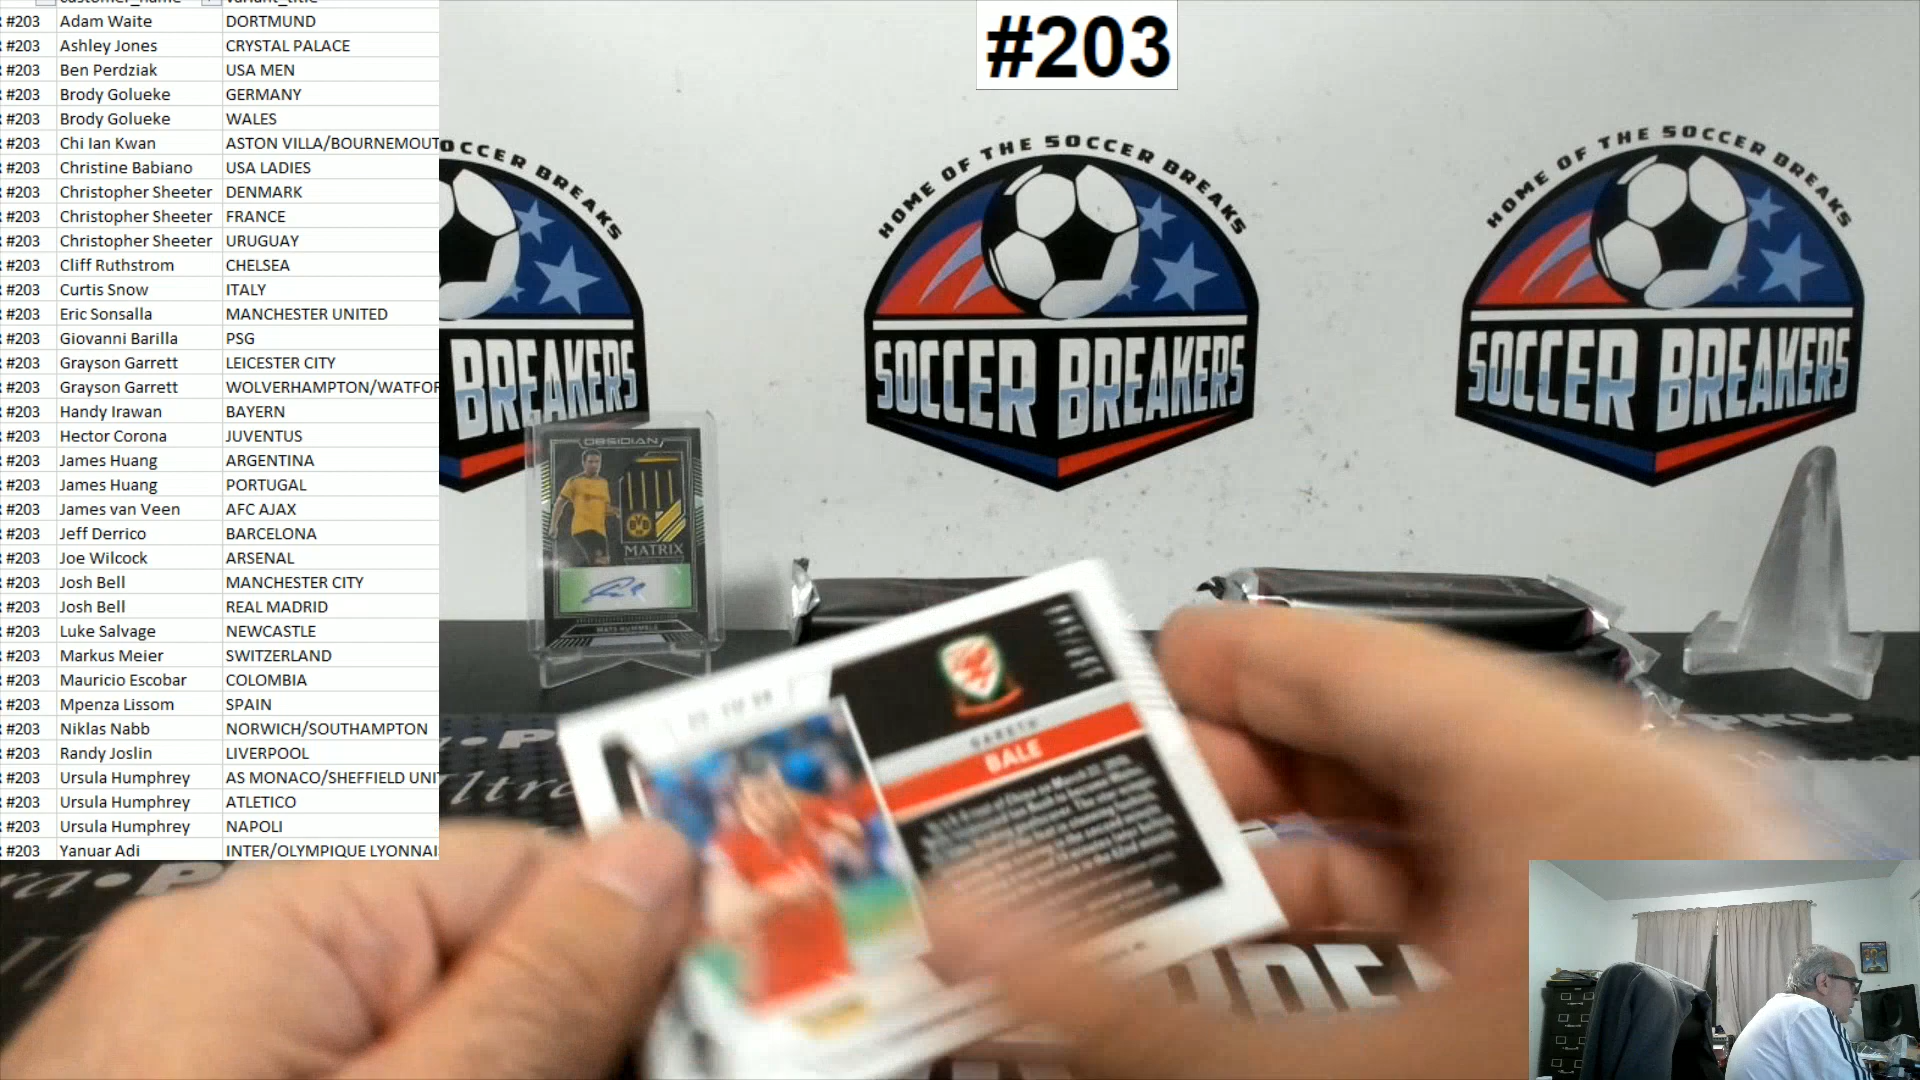 customer_name variant_title
#203 Adam Waite DORTMUND
#203 Ashley Jones CRYSTAL PALACE
#203 Ben Perdziak USA MEN
#203 Brody Golueke GERMANY
#203 Brody Golueke WALES
#203 Chi Ian Kwan ASTON VILLA/BOURNEMOUT
#203 Christine Babiano USA LADIES
#203 Christopher Sheeter DENMARK
#203 Christopher Sheeter FRANCE
#203 Christopher Sheeter URUGUAY
#203 Cliff Ruthstrom CHELSEA
#203 Curtis Snow ITALY
#203 Eric Sonsalla MANCHESTER UNITED
#203 Giovanni Barilla PSG
#203 Grayson Garrett LEICESTER CITY
#203 Grayson Garrett WOLVERHAMPTON/WATFOR
#203 Handy Irawan BAYERN
#203 Hector Corona JUVENTUS
#203 James Huang ARGENTINA
#203 James Huang PORTUGAL
#203 James van Veen AFC AJAX
#203 Jeff Derrico BARCELONA
#203 Joe Wilcock ARSENAL
#203 Josh Bell MANCHESTER CITY
#203 Josh Bell REAL MADRID
#203 Luke Salvage NEWCASTLE
#203 Markus Meier SWITZERLAND
#203 Mauricio Escobar COLOMBIA
#203 Mpenza Lissom SPAIN
#203 Niklas Nabb NORWICH/SOUTHAMPTON
#203 Randy Joslin LIVERPOOL
#203 Ursula Humphrey AS MONACO/SHEFFIELD UNI
#203 Ursula Humphrey ATLETICO
#203 Ursula Humphrey NAPOLI
#203 Yanuar Adi INTER/OLYMPIQUE LYONNAI
#203
OCCER BREAKS
BREAKERS
HOME OF THE SOCCER BREAKS
SOCCER BREAKERS
HOME OF THE SOCCER BREAKS
SOCCER BREAKERS
OBSIDIAN
BVB
MATRIX
MATS HUMMELS
GARETH
BALE